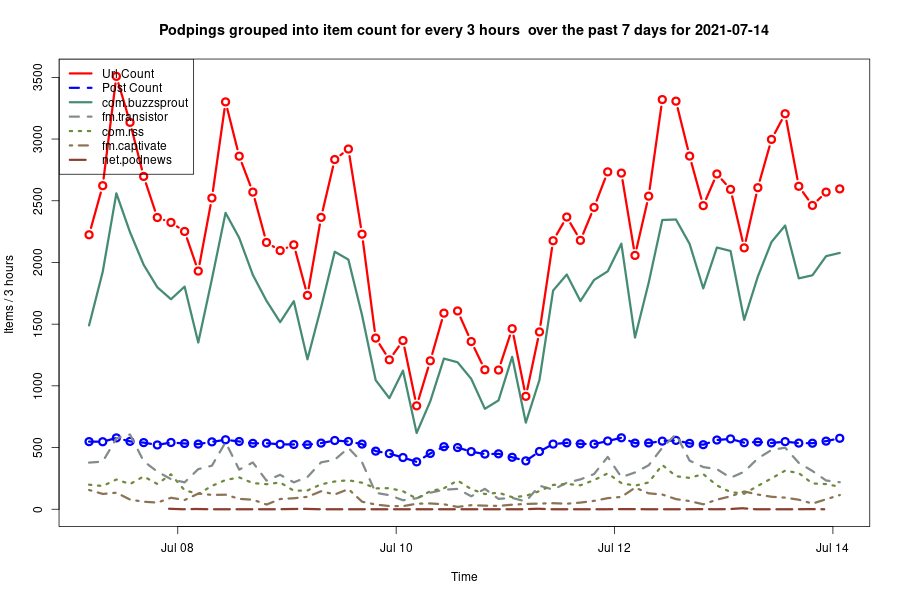 Podpings grouped into item count for every 3 hours  over the past 7 days for 2021-07-14
Items / 3 hours
3500
3000
2500
2000
1500
1000
500
0
Url Count
Post Count
com.buzzsprout
fm.transistor
com.rss
fm.captivate
net.podnews
Jul 08
Jul 10
Jul 12
Jul 14
Time